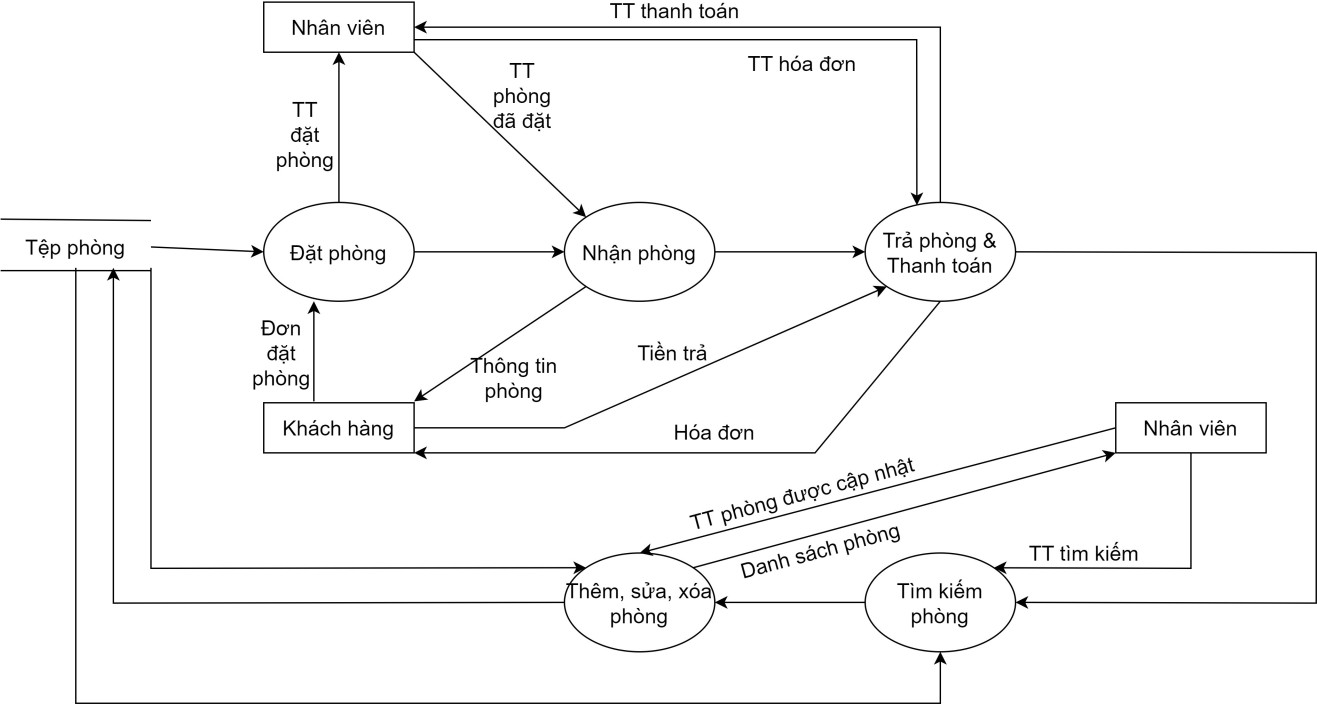 TT thanh toán
Nhân viên
TT hóa đơn
TT
phòng
đã đặt
TT
đặt
phòng
Tệp phòng
Đặt phòng
Nhận phòng
Trả phòng &
Thanh toán
Đơn
đặt
phòng
Thông tin
phòng
Tiền trả
Khách hàng
Hóa đơn
Nhân viên
TT phòng được cập nhật
Danh sách phòng
TT tìm kiếm
Thêm, sửa, xóa
phòng
Tìm kiếm
phòng